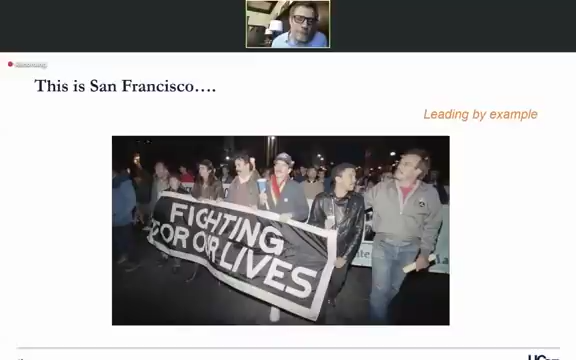 This is San Francisco….
Leading by example
FIGHTING
FOR OUR LIVES